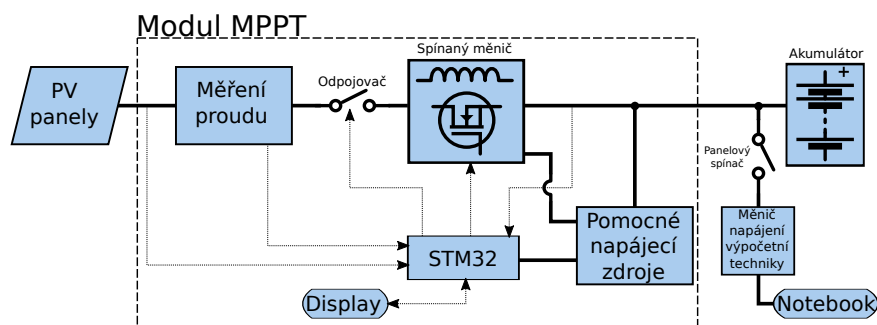 Modul MPPT
Spínaný měnič
Akumulátor
+
PV
panely
Měření
proudu
Odpojovač
Panelový
spínač
Pomocné
napájecí
zdroje
STM32
Měnič
napájení
výpočetní
techniky
Display
Notebook